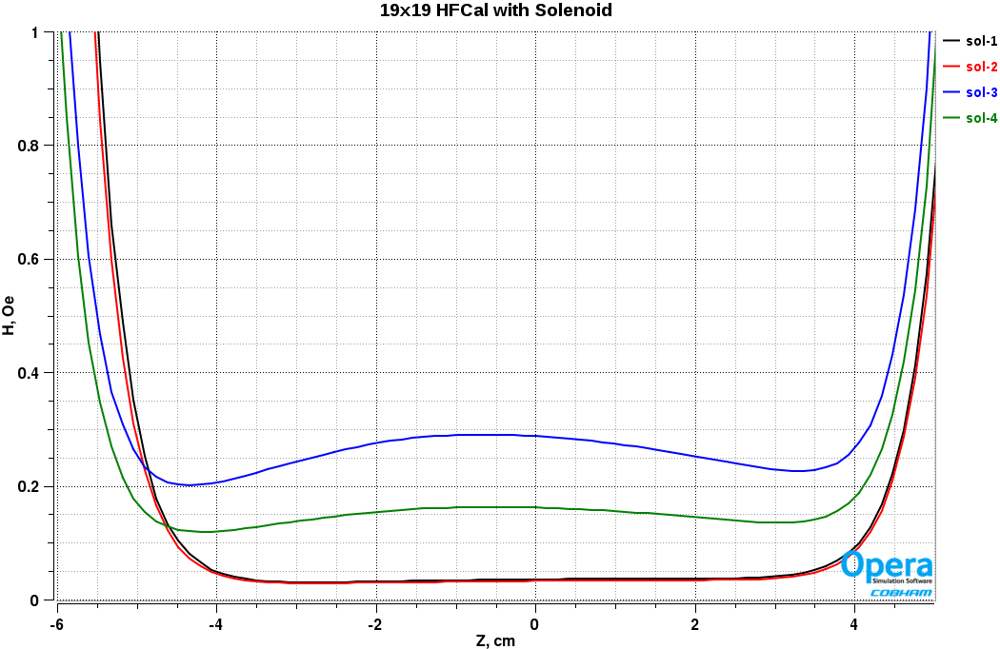 19x19 HFCal with Solenoid
1
0.8
0.6
0.4
0.2
0
H, Oe
-6
-4
-2
0
2
4
Z, cm
sol-1
sol-2
sol-3
sol-4
Opera
Simulation Software
COBHAM